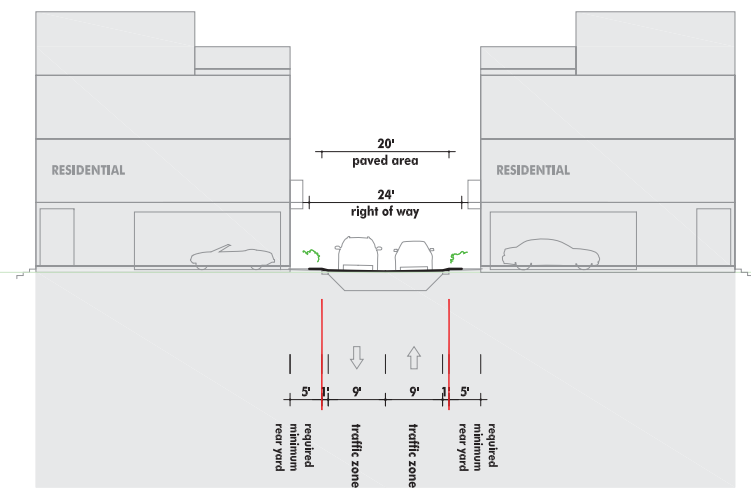 20'
paved area
RESIDENTIAL
RESIDENTIAL
24'
right of way
5' 1' 9' 9' 1' 5'
required
minimum
rear yard
traffic zone
traffic zone
required
minimum
rear yard